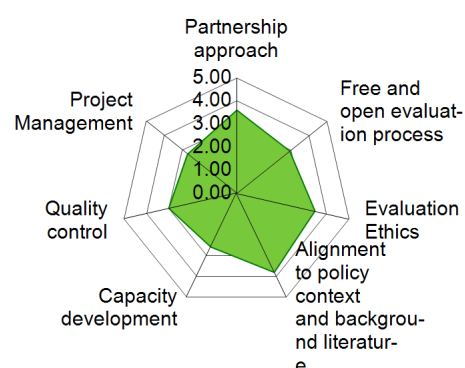 Partnership
approach
5.00
4.00
3.00
2.00
1.00
0.00
Free and
open evaluat-
ion process
Evaluation
Ethics
Alignment
to policy
context
and backgrou-
nd literatur-
e
Capacity
development
Quality
control
Project
Management